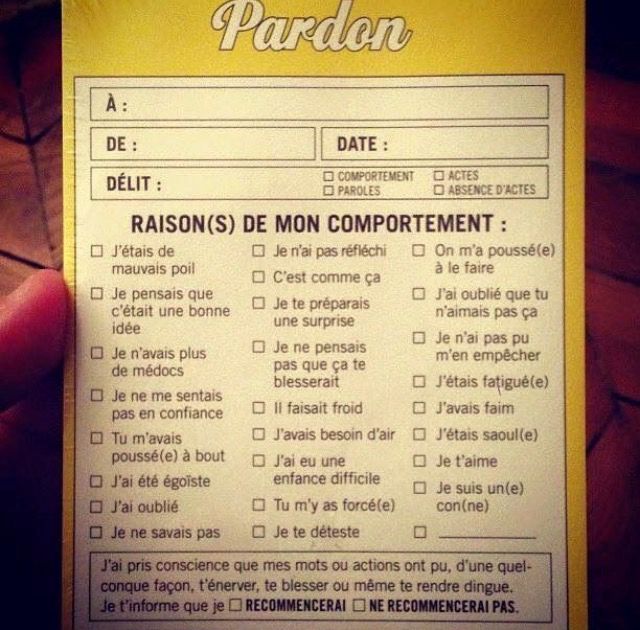 Pardon
À :
DE :
DATE :
DÉLIT :
☐ COMPORTEMENT ☐ ACTES
☐ PAROLES ☐ ABSENCE D'ACTES
RAISON(S) DE MON COMPORTEMENT :
☐ J'étais de
mauvais poil
☐ Je pensais que
c'était une bonne
idée
☐ Je n'avais plus
de médocs
☐ Je ne me sentais
pas en confiance
☐ Tu m'avais
poussé(e) à bout
☐ J'ai été égoïste
☐ J'ai oublié
☐ Je ne savais pas
☐ Je n'ai pas réfléchi
☐ C'est comme ça
☐ Je te préparais
une surprise
☐ Je ne pensais
pas que ça te
blesserait
☐ Il faisait froid
☐ J'avais besoin d'air
☐ J'ai eu une
enfance difficile
☐ Tu m'y as forcé(e)
☐ Je te déteste
☐ On m'a poussé(e)
à le faire
☐ J'ai oublié que tu
n'aimais pas ça
☐ Je n'ai pas pu
m'en empêcher
☐ J'étais fatigué(e)
☐ J'avais faim
☐ J'étais saoul(e)
☐ Je t'aime
☐ Je suis un(e)
con(ne)
☐ ____________
J'ai pris conscience que mes mots ou actions ont pu, d'une quel-
conque façon, t'énerver, te blesser ou même te rendre dingue.
Je t'informe que je ☐ RECOMMENCERAI ☐ NE RECOMMENCERAI PAS.